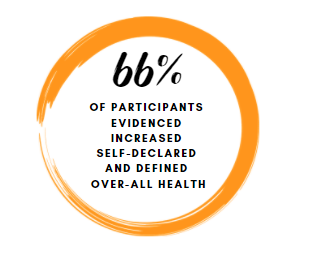 66%
OF PARTICIPANTS
EVIDENCED
INCREASED
SELF-DECLARED
AND DEFINED
OVER-ALL HEALTH